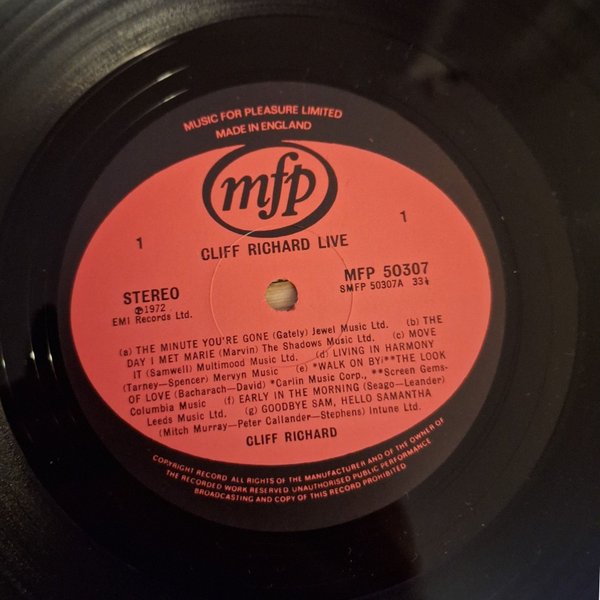 MUSIC FOR PLEASURE LIMITED
MADE IN ENGLAND
mfp
1
1
CLIFF RICHARD LIVE
STEREO
℗1972
EMI Records Ltd.
MFP 50307
SMFP 50307A 33⅓
(a) THE MINUTE YOU'RE GONE (Gately) Jewel Music Ltd. (b) THE
DAY I MET MARIE (Marvin) The Shadows Music Ltd. (c) MOVE
IT (Samwell) Multimood Music Ltd. (d) LIVING IN HARMONY
(Tarney—Spencer) Mervyn Music (e) *WALK ON BY:**THE LOOK
OF LOVE (Bacharach—David) *Carlin Music Corp., **Screen Gems-
Columbia Music (f) EARLY IN THE MORNING (Seago—Leander)
Leeds Music Ltd. (g) GOODBYE SAM, HELLO SAMANTHA
(Mitch Murray—Peter Callander—Stephens) Intune Ltd.
CLIFF RICHARD
COPYRIGHT RECORD ALL RIGHTS OF THE MANUFACTURER AND OF THE OWNER OF
THE RECORDED WORK RESERVED UNAUTHORISED PUBLIC PERFORMANCE
BROADCASTING AND COPY OF THIS RECORD PROHIBITED